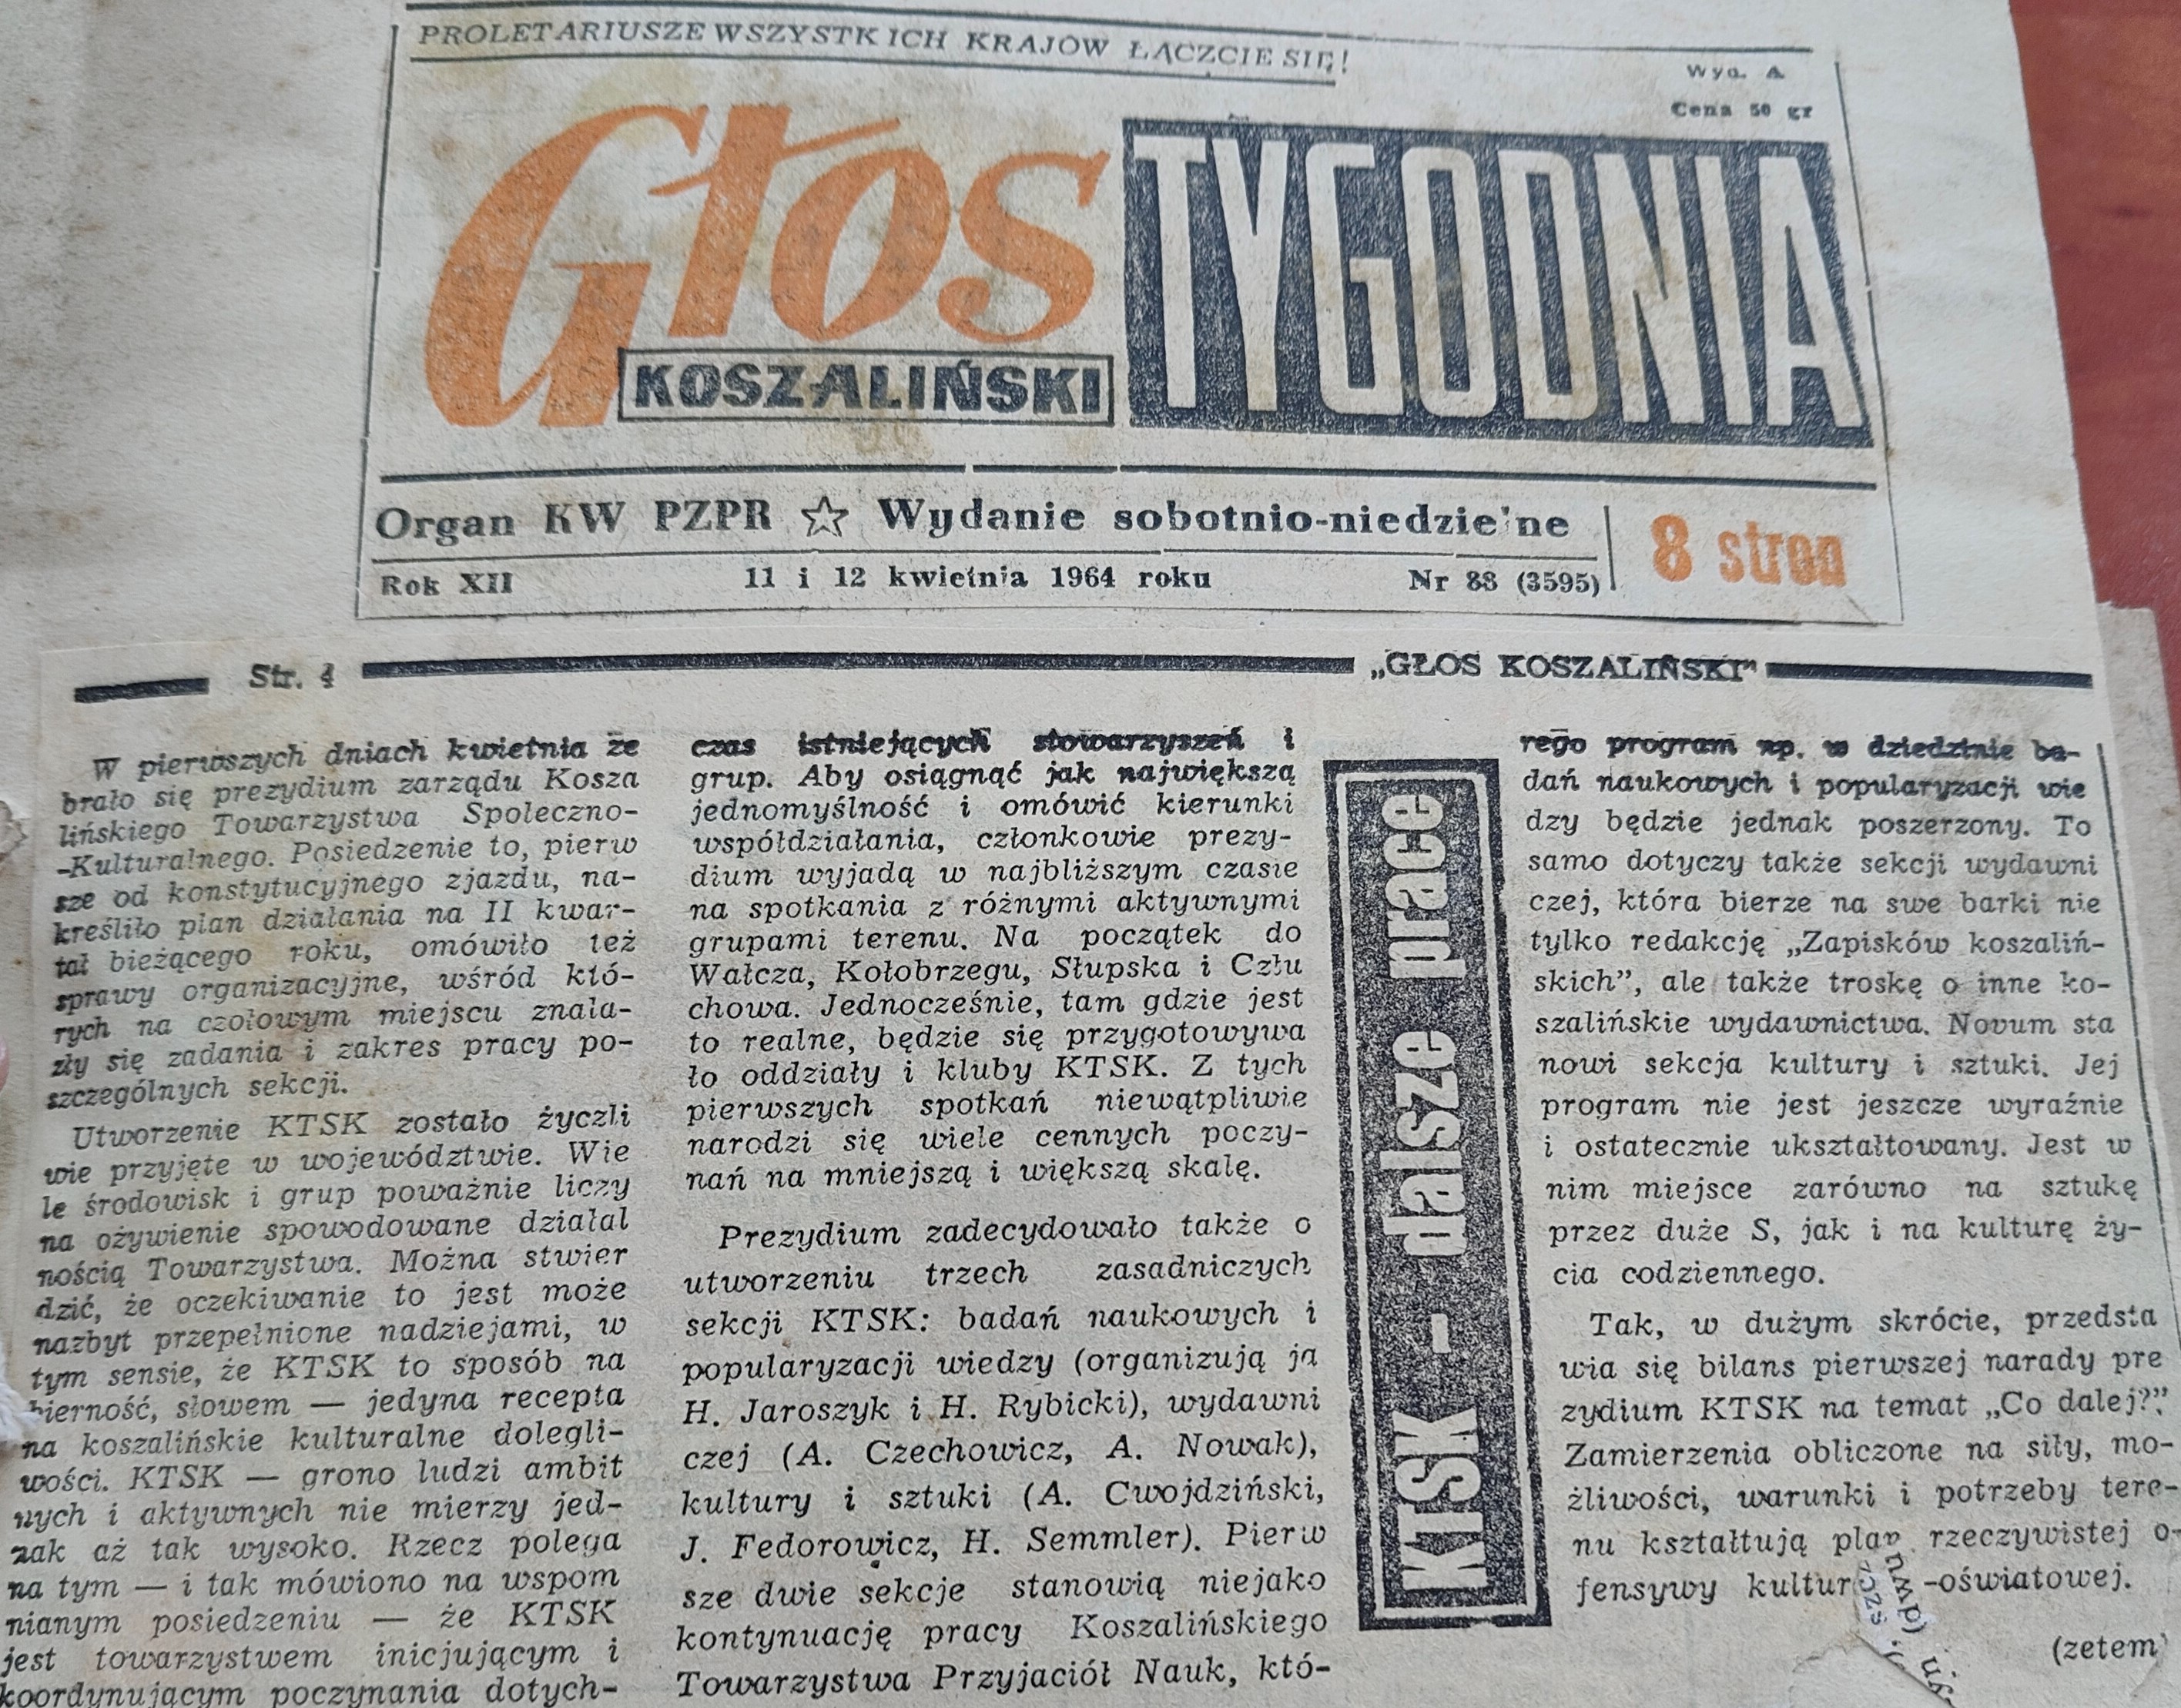 PROLETARIUSZE WSZYSTKICH KRAJÓW ŁĄCZCIE SIĘ!
Wyd. A
Cena 50 gr
Głos TYGODNIA
KOSZALIŃSKI
Organ KW PZPR ☆ Wydanie sobotnio-niedzielne
8 stron
Rok XII 11 i 12 kwietnia 1964 roku Nr 88 (3595)
Str. 4 „GŁOS KOSZALIŃSKI"
W pierwszych dniach kwietnia ze
brało się prezydium zarządu Kosza
lińskiego Towarzystwa Społeczno-
-Kulturalnego. Posiedzenie to, pierw
sze od konstytucyjnego zjazdu, na-
kreśliło plan działania na II kwar-
tał bieżącego roku, omówiło też
sprawy organizacyjne, wśród któ-
rych na czołowym miejscu znala-
zły się zadania i zakres pracy po-
szczególnych sekcji.
Utworzenie KTSK zostało życzli
wie przyjęte w województwie. Wie
le środowisk i grup poważnie liczy
na ożywienie spowodowane działal
nością Towarzystwa. Można stwier
dzić, że oczekiwanie to jest może
nazbyt przepełnione nadziejami, w
tym sensie, że KTSK to sposób na
bierność, słowem — jedyna recepta
na koszalińskie kulturalne dolegli-
wości. KTSK — grono ludzi ambit
nych i aktywnych nie mierzy jed-
nak aż tak wysoko. Rzecz polega
na tym — i tak mówiono na wspom
nianym posiedzeniu — że KTSK
jest towarzystwem inicjującym i
koordynującym poczynania dotych-
czas istniejących stowarzyszeń i
grup. Aby osiągnąć jak największą
jednomyślność i omówić kierunki
współdziałania, członkowie prezy-
dium wyjadą w najbliższym czasie
na spotkania z różnymi aktywnymi
grupami terenu. Na początek do
Wałcza, Kołobrzegu, Słupska i Człu
chowa. Jednocześnie, tam gdzie jest
to realne, będzie się przygotowywa
ło oddziały i kluby KTSK. Z tych
pierwszych spotkań niewątpliwie
narodzi się wiele cennych poczy-
nań na mniejszą i większą skalę.
Prezydium zadecydowało także o
utworzeniu trzech zasadniczych
sekcji KTSK: badań naukowych i
popularyzacji wiedzy (organizują ją
H. Jaroszyk i H. Rybicki), wydawni
czej (A. Czechowicz, A. Nowak),
kultury i sztuki (A. Cwojdziński,
J. Fedorowicz, H. Semmler). Pierw
sze dwie sekcje stanowią niejako
kontynuację pracy Koszalińskiego
Towarzystwa Przyjaciół Nauk, któ-
KTSK – dalsze prace
rego program np. w dziedzinie ba-
dań naukowych i popularyzacji wie
dzy będzie jednak poszerzony. To
samo dotyczy także sekcji wydawni
czej, która bierze na swe barki nie
tylko redakcję „Zapisków koszaliń-
skich", ale także troskę o inne ko-
szalińskie wydawnictwa. Novum sta
nowi sekcja kultury i sztuki. Jej
program nie jest jeszcze wyraźnie
i ostatecznie ukształtowany. Jest w
nim miejsce zarówno na sztukę
przez duże S, jak i na kulturę ży-
cia codziennego.
Tak, w dużym skrócie, przedsta
wia się bilans pierwszej narady pre
zydium KTSK na temat „Co dalej?"
Zamierzenia obliczone na siły, mo-
żliwości, warunki i potrzeby tere-
nu kształtują plan rzeczywistej o-
fensywy kultur -oświatowej.
(zetem)